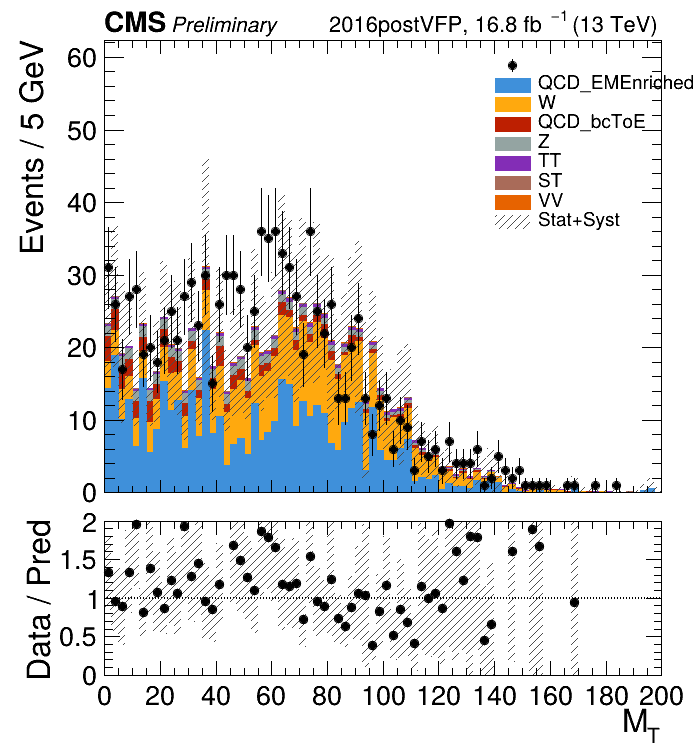 CMS Preliminary 2016postVFP, 16.8 fb⁻¹ (13 TeV)
Events / 5 GeV
60
50
40
30
20
10
0
QCD_EMEnriched
W
QCD_bcToE
Z
TT
ST
VV
Stat+Syst
Data / Pred
2
1.5
1
0.5
0
0 20 40 60 80 100 120 140 160 180 200
M_T